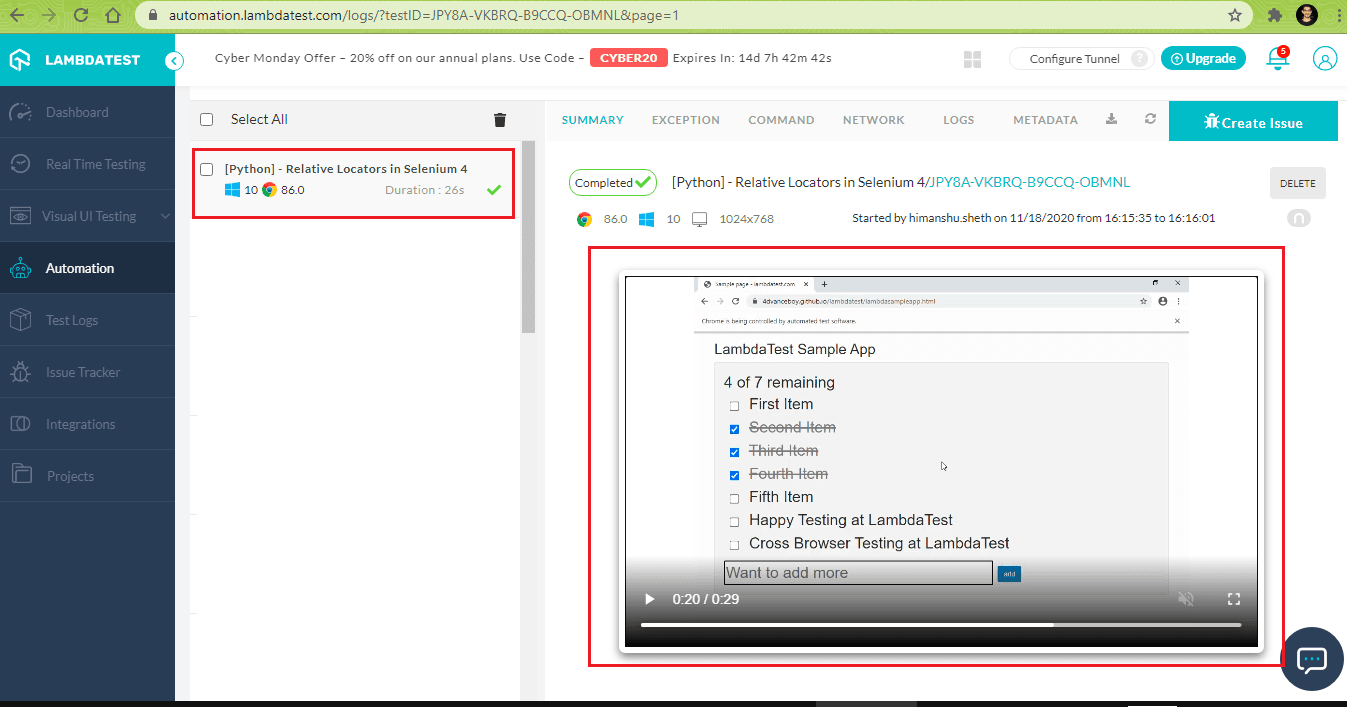 automation.lambdatest.com/logs/?testID=JPY8A-VKBRQ-B9CCQ-OBMNL&page=1
LAMBDATEST
Cyber Monday Offer – 20% off on our annual plans. Use Code – CYBER20 Expires In: 14d 7h 42m 42s
Configure Tunnel ?
Upgrade
5
Dashboard
Real Time Testing
Visual UI Testing
Automation
Test Logs
Issue Tracker
Integrations
Projects
Select All
[Python] - Relative Locators in Selenium 4
10 86.0 Duration : 26s
SUMMARY EXCEPTION COMMAND NETWORK LOGS METADATA
Create Issue
Completed [Python] - Relative Locators in Selenium 4/JPY8A-VKBRQ-B9CCQ-OBMNL
DELETE
86.0 10 1024x768 Started by himanshu.sheth on 11/18/2020 from 16:15:35 to 16:16:01
Sample page - lambdatest.com
4dvanceboy.github.io/lambdatest/lambdasampleapp.html
Chrome is being controlled by automated test software.
LambdaTest Sample App
4 of 7 remaining
First Item
Second Item
Third Item
Fourth Item
Fifth Item
Happy Testing at LambdaTest
Cross Browser Testing at LambdaTest
Want to add more add
0:20 / 0:29